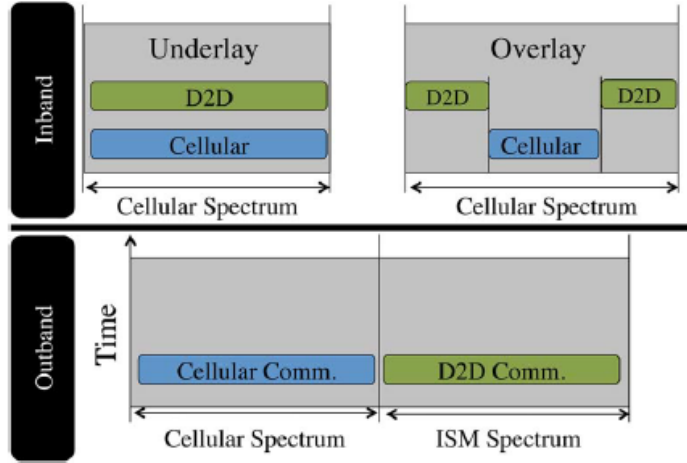 Inband
Underlay
D2D
Cellular
Cellular Spectrum
Overlay
D2D
D2D
Cellular
Cellular Spectrum
Outband
Time
Cellular Comm.
D2D Comm.
Cellular Spectrum
ISM Spectrum